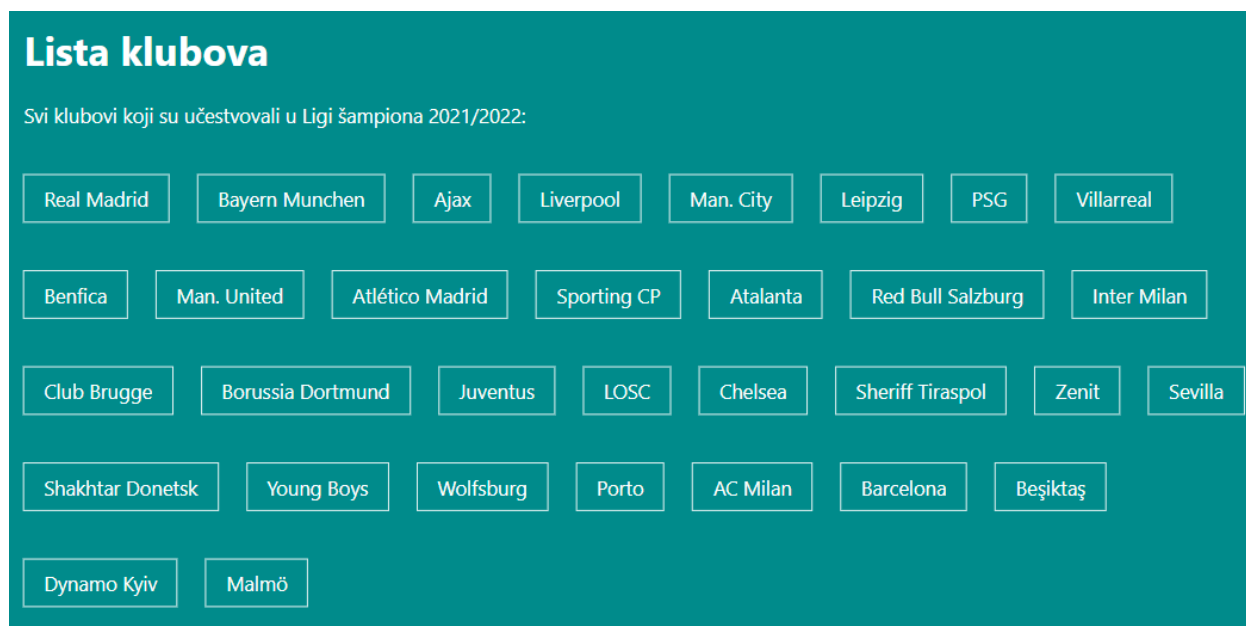 Lista klubova
Svi klubovi koji su učestvovali u Ligi šampiona 2021/2022:
Real Madrid Bayern Munchen Ajax Liverpool Man. City Leipzig PSG Villarreal
Benfica Man. United Atlético Madrid Sporting CP Atalanta Red Bull Salzburg Inter Milan
Club Brugge Borussia Dortmund Juventus LOSC Chelsea Sheriff Tiraspol Zenit Sevilla
Shakhtar Donetsk Young Boys Wolfsburg Porto AC Milan Barcelona Beşiktaş
Dynamo Kyiv Malmö